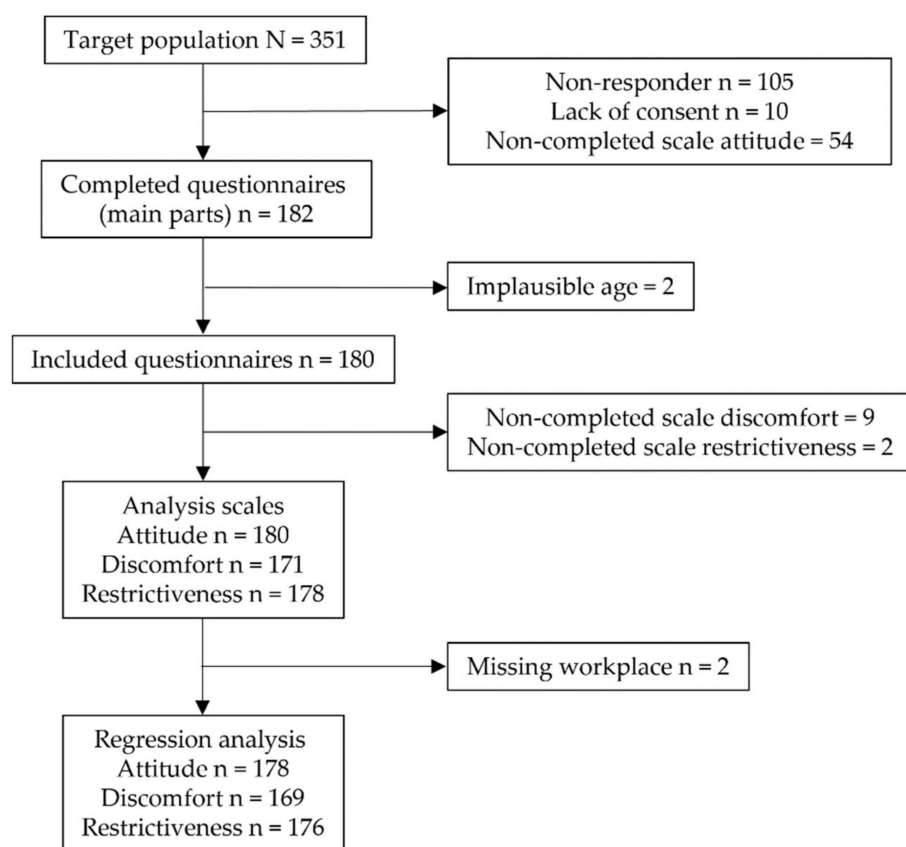 Target population N = 351
Non-responder n = 105
Lack of consent n = 10
Non-completed scale attitude = 54
Completed questionnaires
(main parts) n = 182
Implausible age = 2
Included questionnaires n = 180
Non-completed scale discomfort = 9
Non-completed scale restrictiveness = 2
Analysis scales
Attitude n = 180
Discomfort n = 171
Restrictiveness n = 178
Missing workplace n = 2
Regression analysis
Attitude n = 178
Discomfort n = 169
Restrictiveness n = 176